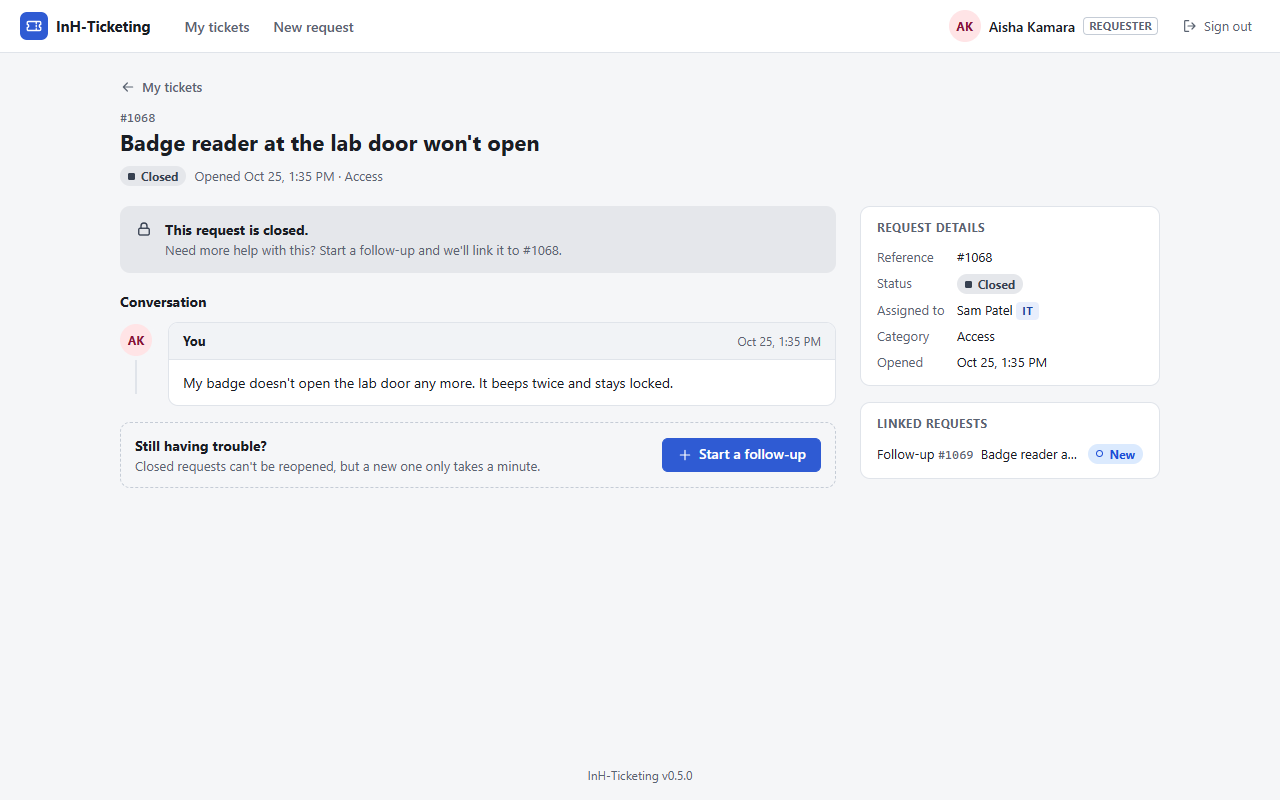 InH-Ticketing My tickets New request AK Aisha Kamara REQUESTER Sign out
My tickets
#1068
Badge reader at the lab door won't open
Closed Opened Oct 25, 1:35 PM · Access
This request is closed.
Need more help with this? Start a follow-up and we'll link it to #1068.
Conversation
AK You Oct 25, 1:35 PM
My badge doesn't open the lab door any more. It beeps twice and stays locked.
Still having trouble?
Closed requests can't be reopened, but a new one only takes a minute.
Start a follow-up
REQUEST DETAILS
Reference #1068
Status Closed
Assigned to Sam Patel IT
Category Access
Opened Oct 25, 1:35 PM
LINKED REQUESTS
Follow-up #1069 Badge reader a... New
InH-Ticketing v0.5.0